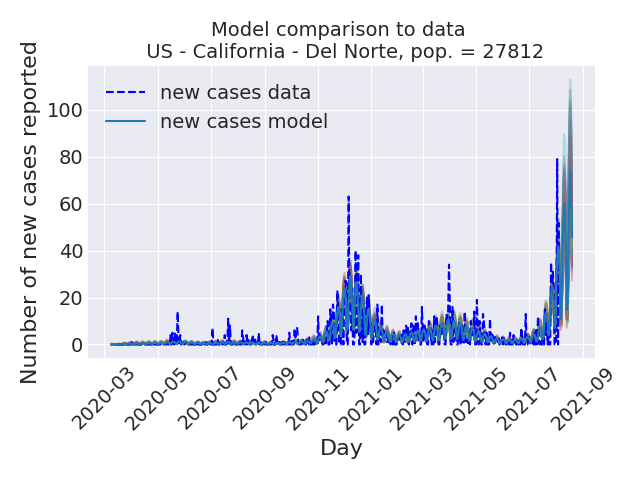 Model comparison to data
US - California - Del Norte, pop. = 27812
Number of new cases reported
100
80
60
40
20
0
new cases data
new cases model
2020-03
2020-05
2020-07
2020-09
2020-11
2021-01
2021-03
2021-05
2021-07
2021-09
Day